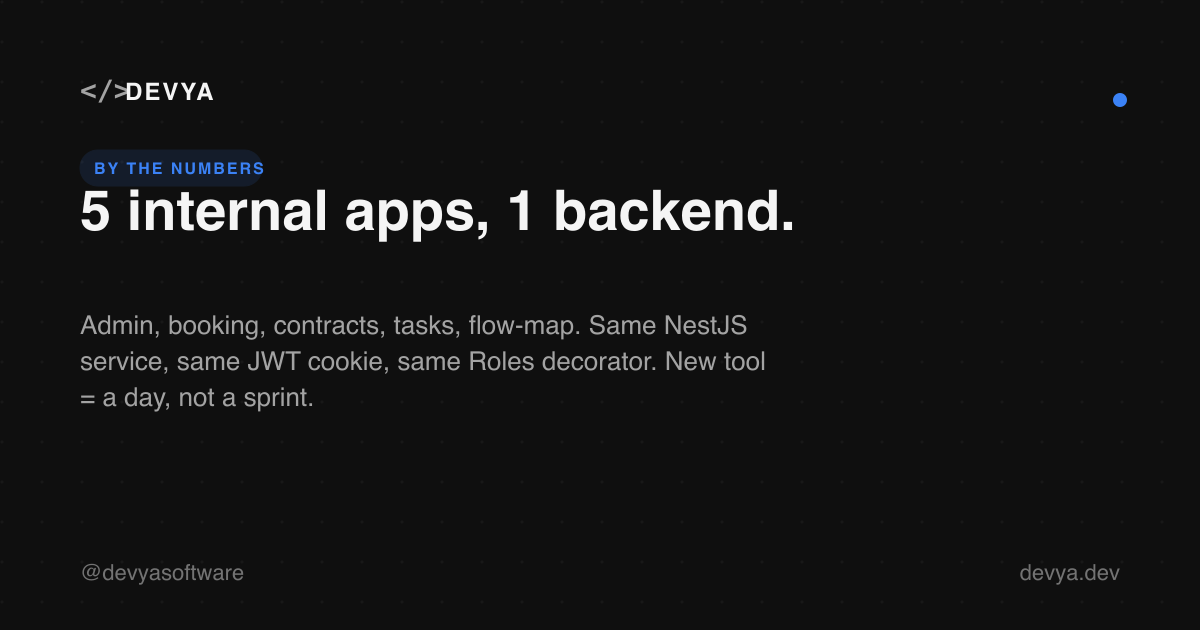 </>DEVYA
BY THE NUMBERS
5 internal apps, 1 backend.
Admin, booking, contracts, tasks, flow-map. Same NestJS
service, same JWT cookie, same Roles decorator. New tool
= a day, not a sprint.
@devyasoftware
devya.dev